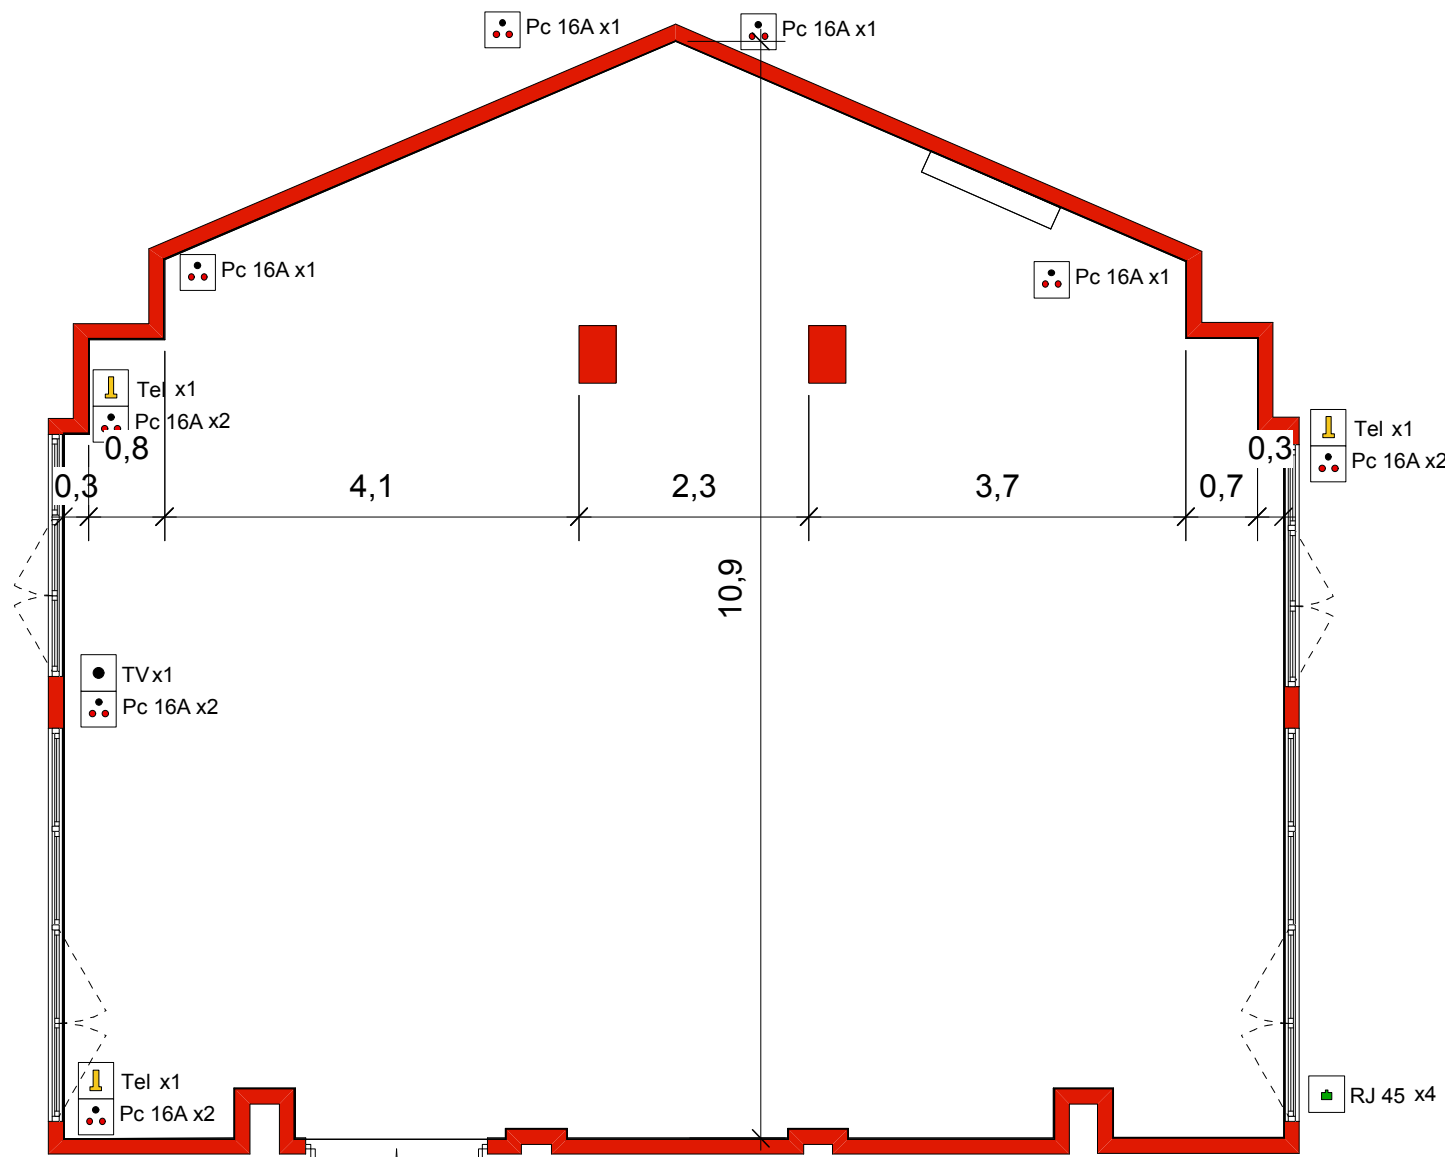 Pc 16A x1
Pc 16A x1
Pc 16A x1
Pc 16A x1
Tel x1
Pc 16A x2
Tel x1
Pc 16A x2
0,8
0,3
0,3
4,1
2,3
3,7
0,7
10,9
TV x1
Pc 16A x2
Tel x1
Pc 16A x2
RJ 45 x4